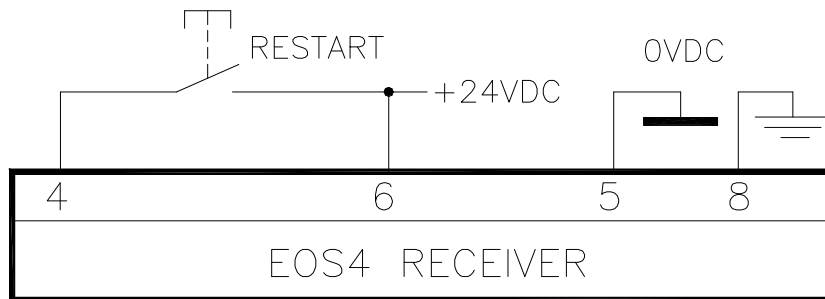 RESTART
0VDC
+24VDC
4 6 5 8
EOS4 RECEIVER